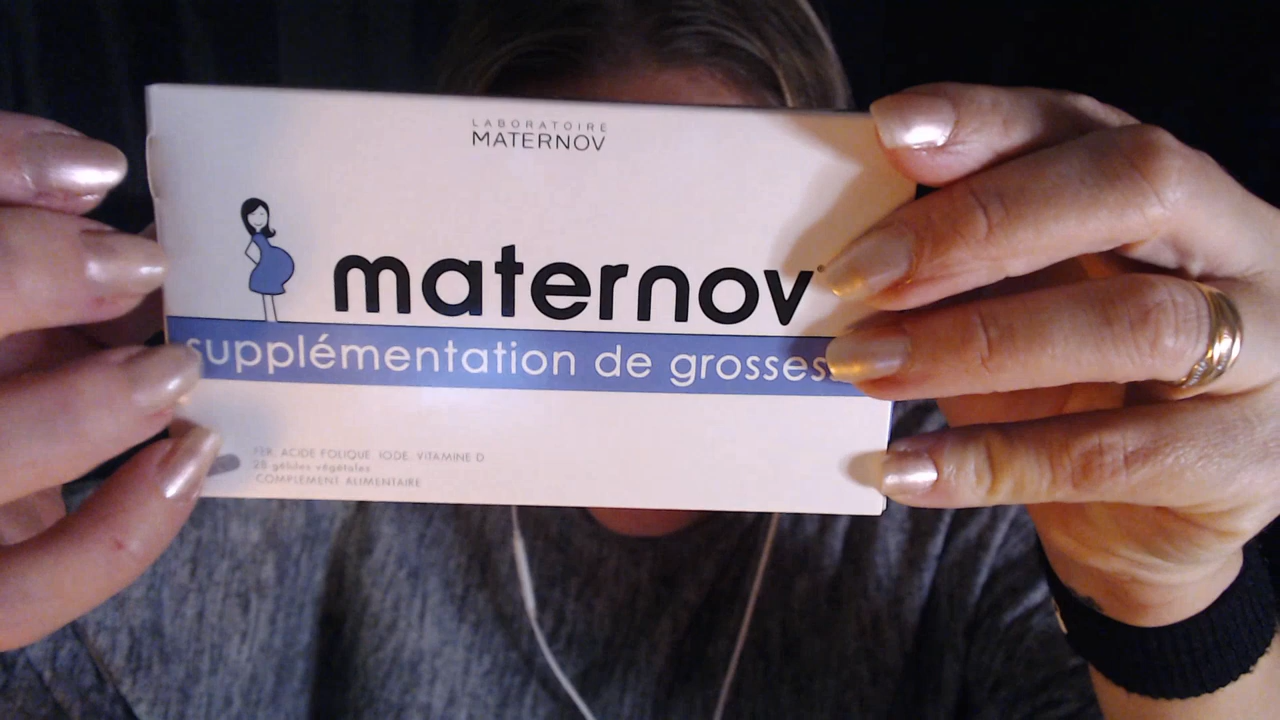 LABORATOIRE
MATERNOV
maternov®
supplémentation de grosses
FER, ACIDE FOLIQUE, IODE, VITAMINE D
28 gélules végétales
COMPLÉMENT ALIMENTAIRE